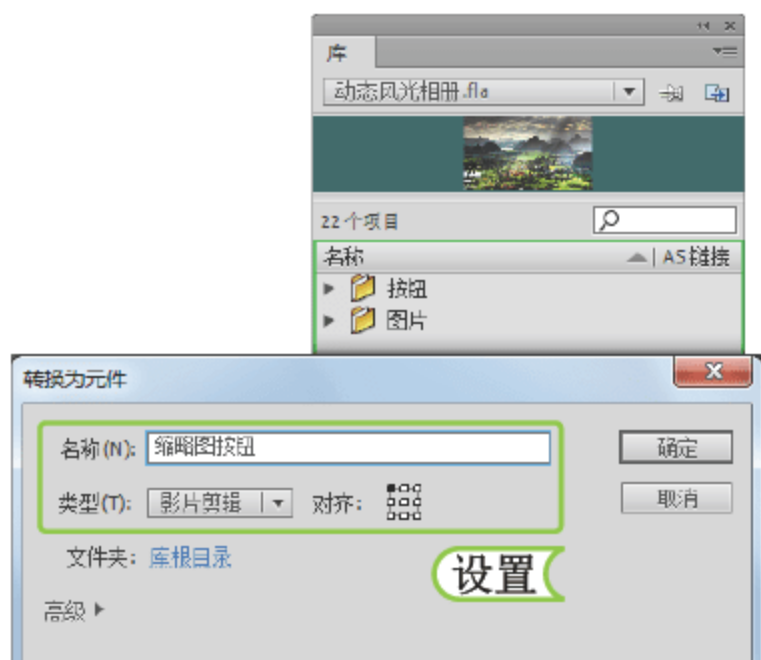 库
动态风光相册.fla
22个项目
名称 AS链接
按钮
图片
转换为元件
名称(N): 缩略图按钮 确定
类型(T): 影片剪辑 对齐: 取消
文件夹: 库根目录
设置
高级